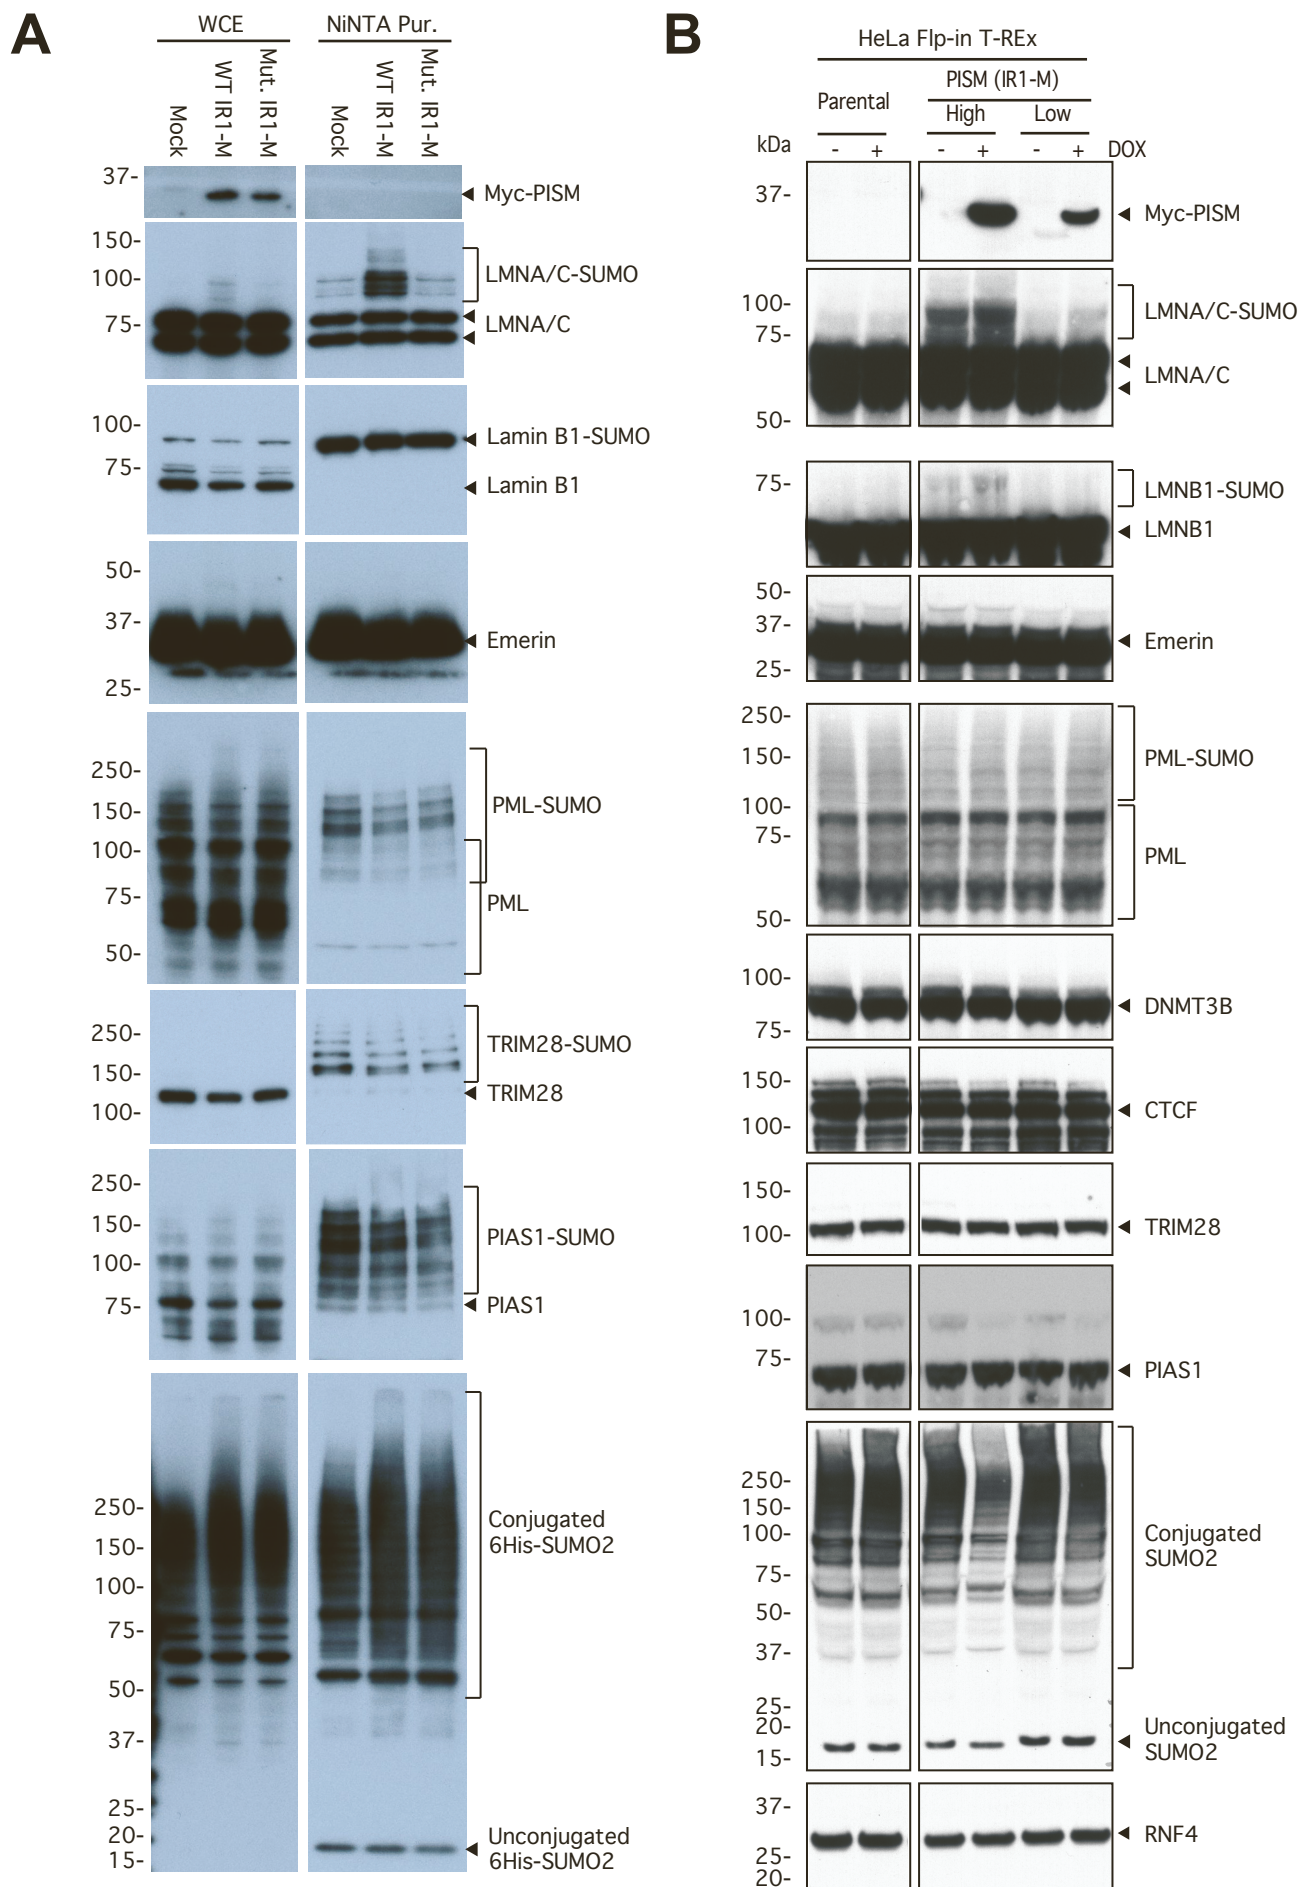 A
WCE
NiNTA Pur.
Mock
WT IR1-M
Mut. IR1-M
Mock
WT IR1-M
Mut. IR1-M
37-
Myc-PISM
150-
100-
75-
LMNA/C-SUMO
LMNA/C
100-
75-
Lamin B1-SUMO
Lamin B1
50-
37-
25-
Emerin
250-
150-
100-
75-
50-
PML-SUMO
PML
250-
150-
100-
TRIM28-SUMO
TRIM28
250-
150-
100-
75-
PIAS1-SUMO
PIAS1
250-
150-
100-
75-
50-
37-
25-
20-
15-
Conjugated
6His-SUMO2
Unconjugated
6His-SUMO2
B
HeLa Flp-in T-REx
Parental
PISM (IR1-M)
High
Low
kDa
- + - + - + DOX
37-
Myc-PISM
100-
75-
50-
LMNA/C-SUMO
LMNA/C
75-
LMNB1-SUMO
LMNB1
50-
37-
25-
Emerin
250-
150-
100-
75-
50-
PML-SUMO
PML
100-
75-
DNMT3B
150-
100-
CTCF
150-
100-
TRIM28
100-
75-
PIAS1
250-
150-
100-
75-
50-
37-
25-
20-
15-
Conjugated
SUMO2
Unconjugated
SUMO2
37-
25-
20-
RNF4